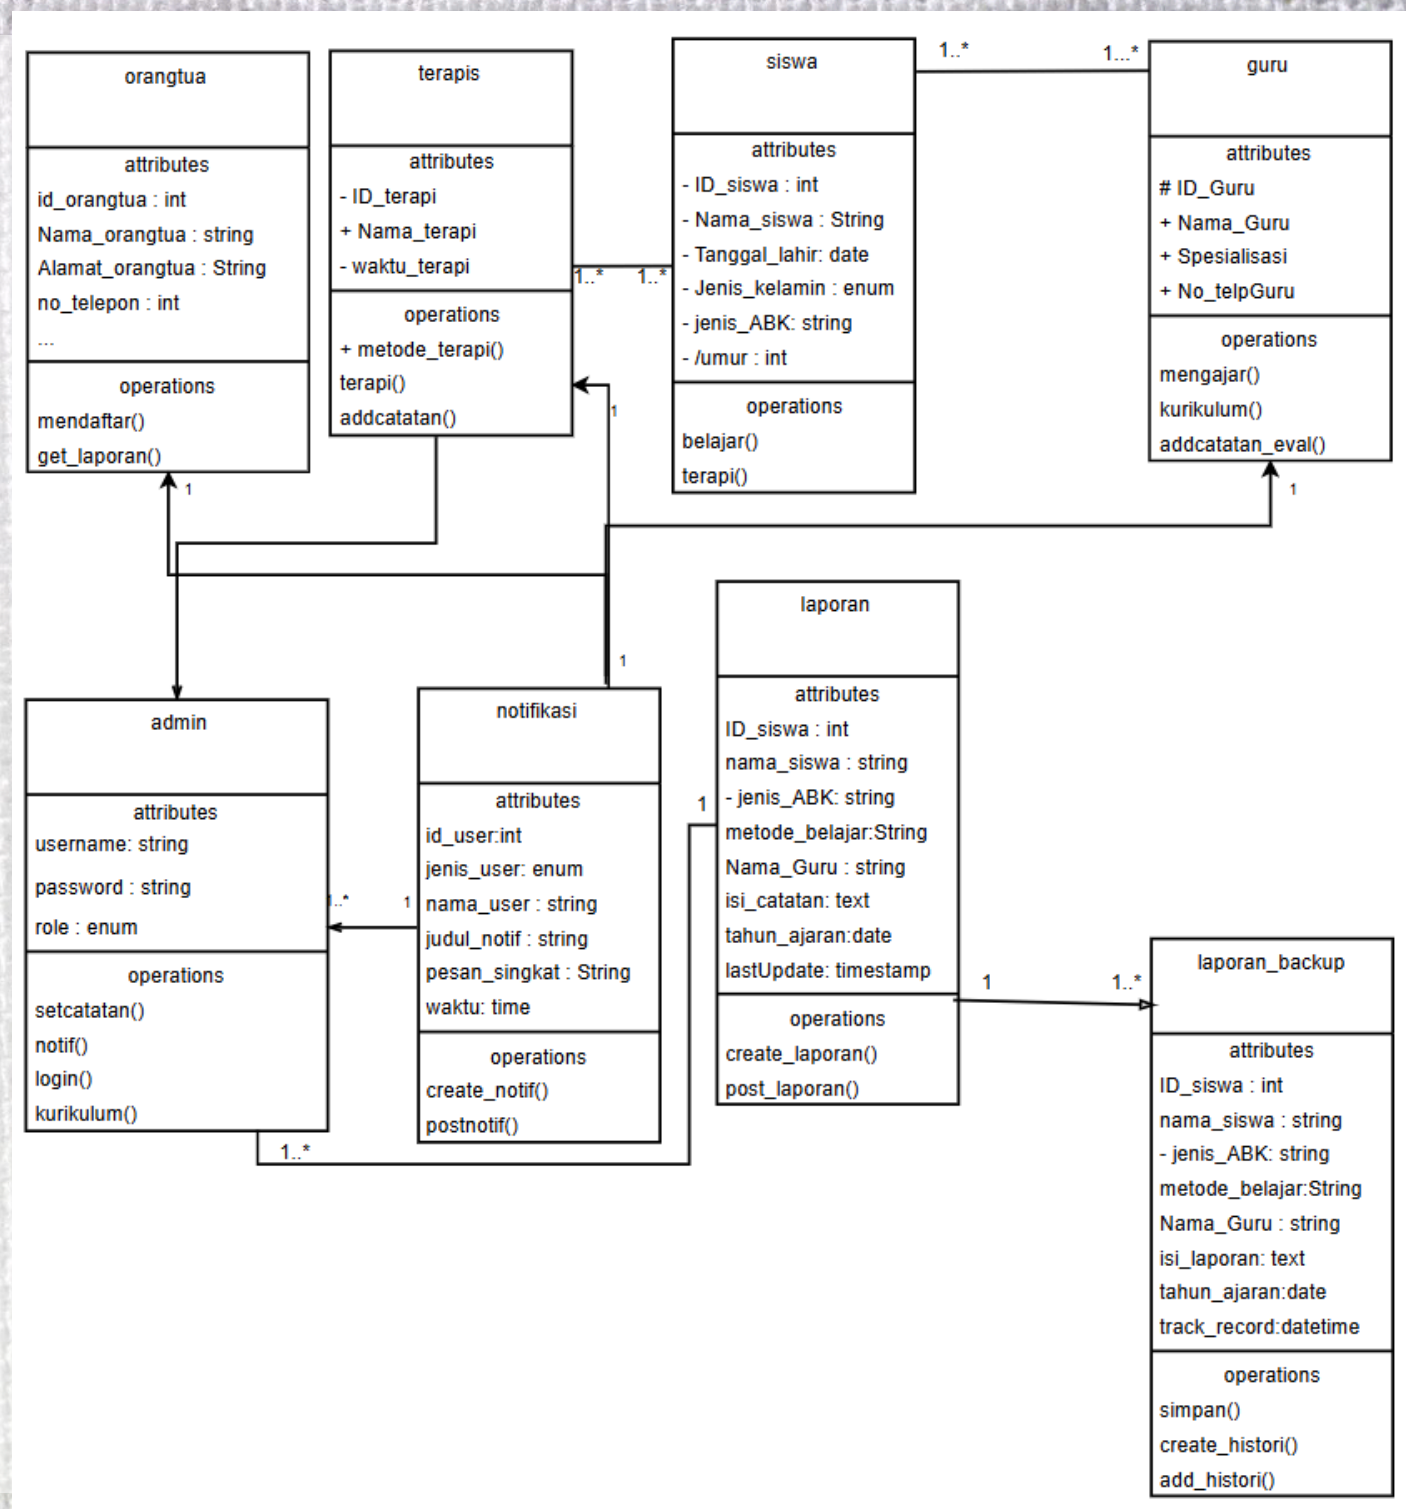 orangtua
attributes
id_orangtua : int
Nama_orangtua : string
Alamat_orangtua : String
no_telepon : int
...
operations
mendaftar()
get_laporan()
1
terapis
attributes
- ID_terapi
+ Nama_terapi
- waktu_terapi
operations
+ metode_terapi()
terapi()
addcatatan()
1..*
1..*
1
siswa
attributes
- ID_siswa : int
- Nama_siswa : String
- Tanggal_lahir: date
- Jenis_kelamin : enum
- jenis_ABK: string
- /umur : int
operations
belajar()
terapi()
1..*
1...*
guru
attributes
# ID_Guru
+ Nama_Guru
+ Spesialisasi
+ No_telpGuru
operations
mengajar()
kurikulum()
addcatatan_eval()
1
admin
attributes
username: string
password : string
role : enum
operations
setcatatan()
notif()
login()
kurikulum()
1..*
1..*
1
1
notifikasi
attributes
id_user:int
jenis_user: enum
nama_user : string
judul_notif : string
pesan_singkat : String
waktu: time
operations
create_notif()
postnotif()
1
laporan
attributes
ID_siswa : int
nama_siswa : string
- jenis_ABK: string
metode_belajar:String
Nama_Guru : string
isi_catatan: text
tahun_ajaran:date
lastUpdate: timestamp
operations
create_laporan()
post_laporan()
1
1..*
laporan_backup
attributes
ID_siswa : int
nama_siswa : string
- jenis_ABK: string
metode_belajar:String
Nama_Guru : string
isi_laporan: text
tahun_ajaran:date
track_record:datetime
operations
simpan()
create_histori()
add_histori()